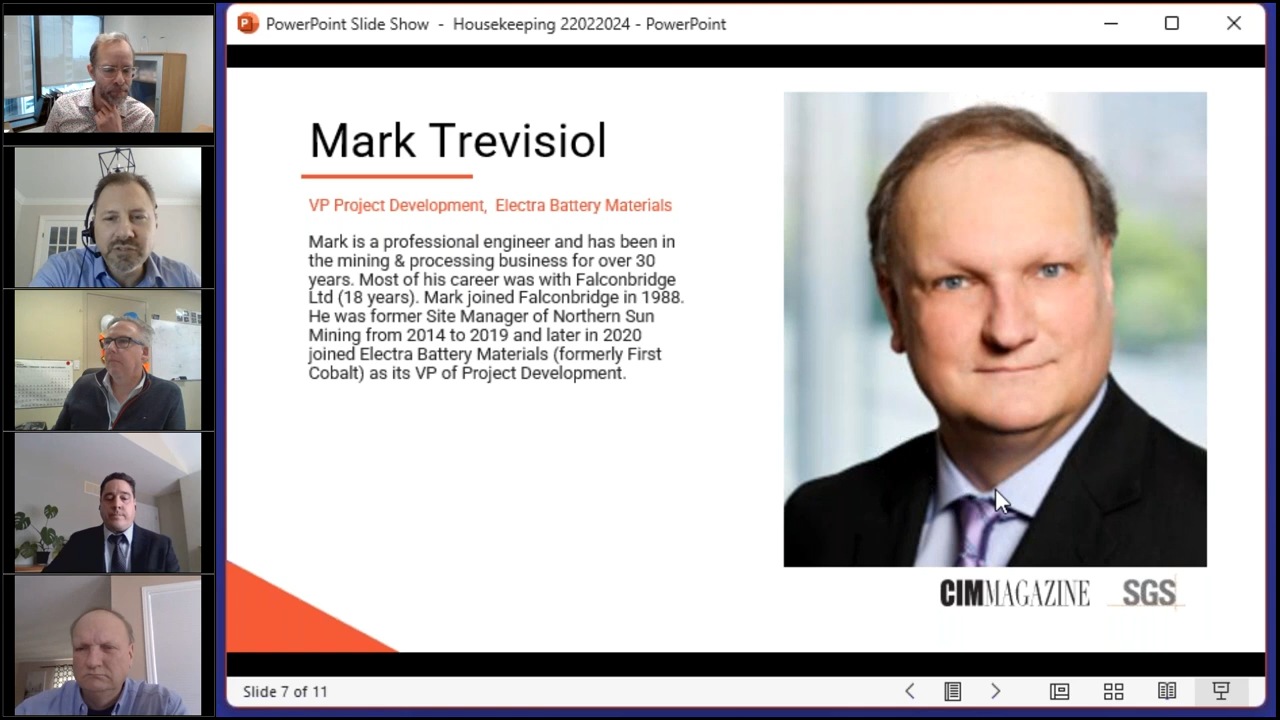 PowerPoint Slide Show - Housekeeping 22022024 - PowerPoint
Mark Trevisiol
VP Project Development, Electra Battery Materials
Mark is a professional engineer and has been in
the mining & processing business for over 30
years. Most of his career was with Falconbridge
Ltd (18 years). Mark joined Falconbridge in 1988.
He was former Site Manager of Northern Sun
Mining from 2014 to 2019 and later in 2020
joined Electra Battery Materials (formerly First
Cobalt) as its VP of Project Development.
CIMMAGAZINE SGS
Slide 7 of 11